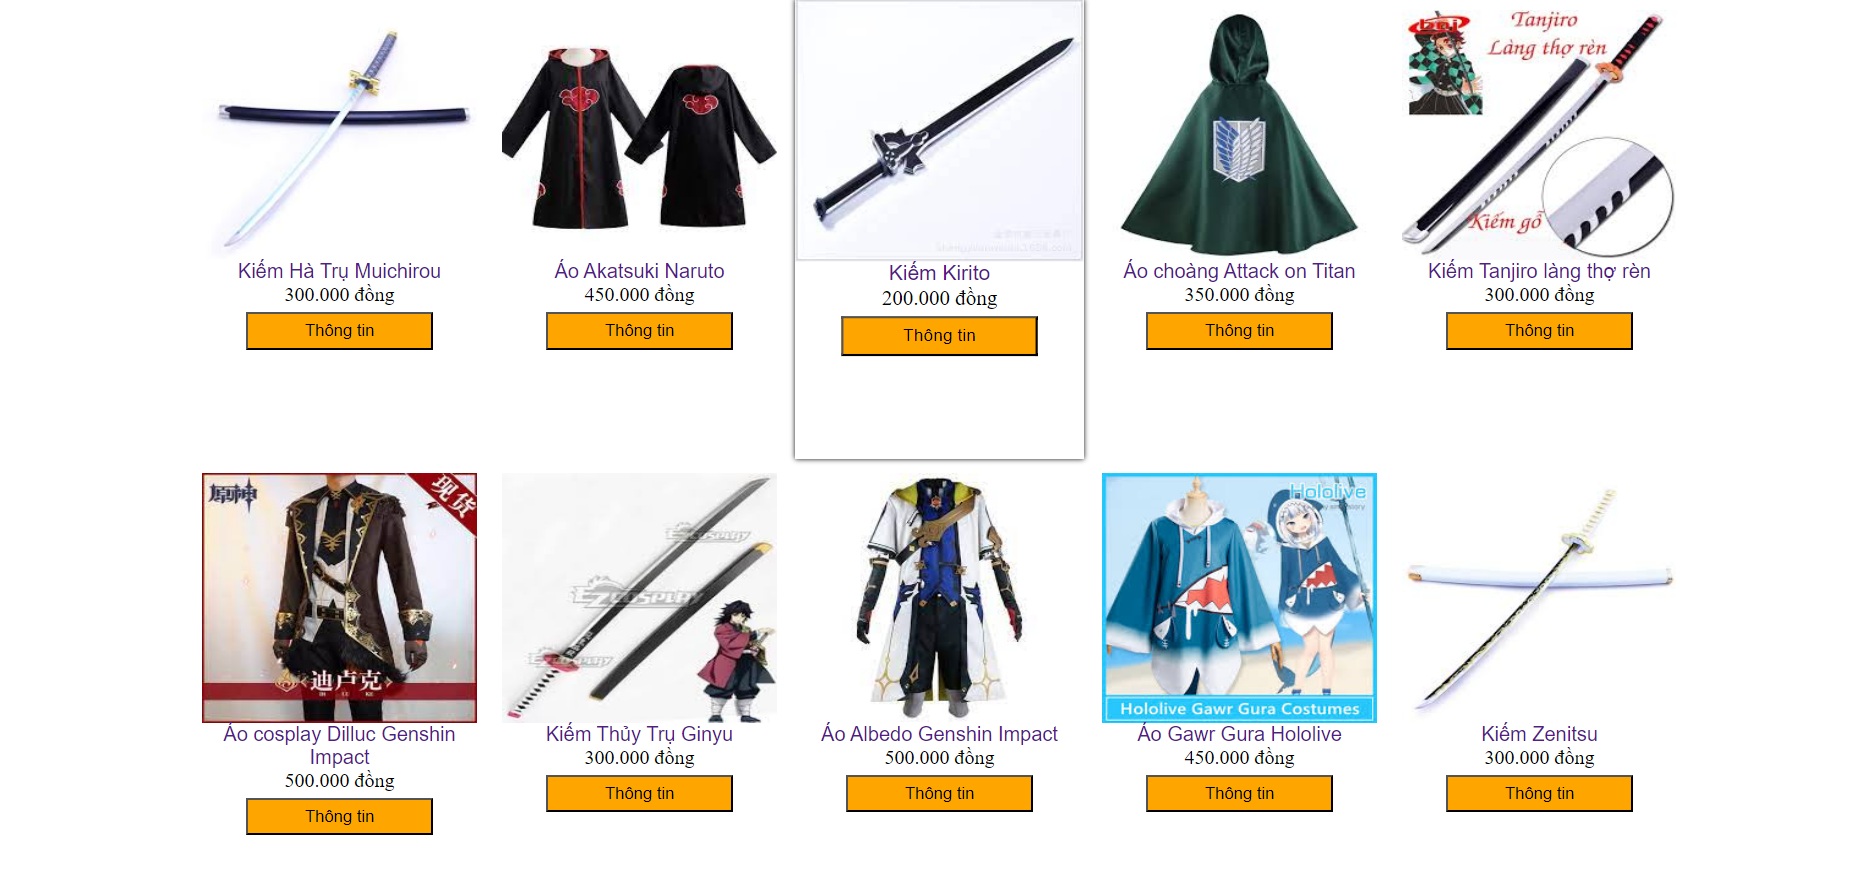 Tanjiro
Làng thợ rèn
Kiếm gỗ
Kiếm Hà Trụ Muichirou
300.000 đồng
Thông tin
Áo Akatsuki Naruto
450.000 đồng
Thông tin
Kiếm Kirito
200.000 đồng
Thông tin
Áo choàng Attack on Titan
350.000 đồng
Thông tin
Kiếm Tanjiro làng thợ rèn
300.000 đồng
Thông tin
原神
现货
迪卢克
Áo cosplay Dilluc Genshin
Impact
500.000 đồng
Thông tin
EZCOSPLAY
EZCOSPLAY
EZCOSPLAY
Kiếm Thủy Trụ Ginyu
300.000 đồng
Thông tin
Áo Albedo Genshin Impact
500.000 đồng
Thông tin
Hololive
Hololive Gawr Gura Costumes
Áo Gawr Gura Hololive
450.000 đồng
Thông tin
Kiếm Zenitsu
300.000 đồng
Thông tin